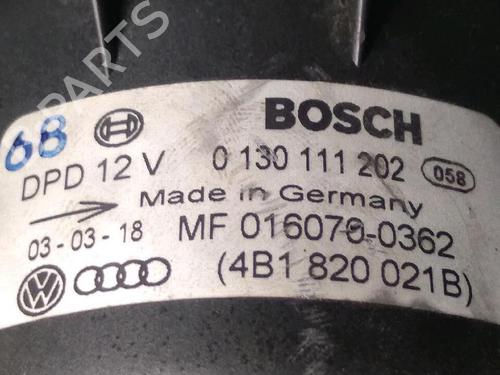 68
BOSCH
DPD 12 V
0 130 111 202
058
Made in Germany
03-03-18
MF 016070-0362
(4B1 820 021B)
PARTS